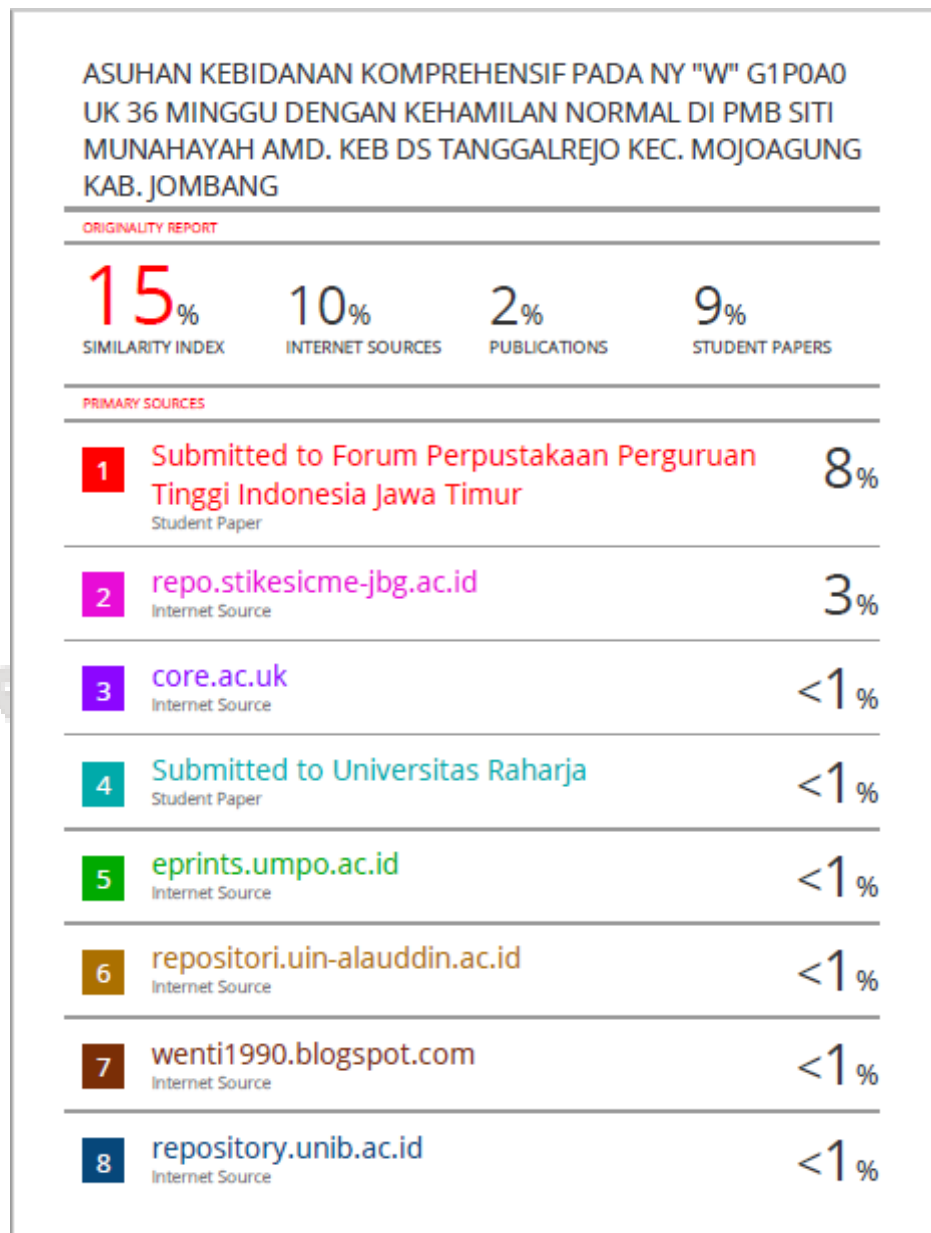 ASUHAN KEBIDANAN KOMPREHENSIF PADA NY "W" G1P0A0
UK 36 MINGGU DENGAN KEHAMILAN NORMAL DI PMB SITI
MUNAHAYAH AMD. KEB DS TANGGALREJO KEC. MOJOAGUNG
KAB. JOMBANG
ORIGINALITY REPORT
15% 10% 2% 9%
SIMILARITY INDEX INTERNET SOURCES PUBLICATIONS STUDENT PAPERS
PRIMARY SOURCES
1 Submitted to Forum Perpustakaan Perguruan 8%
Tinggi Indonesia Jawa Timur
Student Paper
2 repo.stikesicme-jbg.ac.id 3%
Internet Source
3 core.ac.uk <1%
Internet Source
4 Submitted to Universitas Raharja <1%
Student Paper
5 eprints.umpo.ac.id <1%
Internet Source
6 repositori.uin-alauddin.ac.id <1%
Internet Source
7 wenti1990.blogspot.com <1%
Internet Source
8 repository.unib.ac.id <1%
Internet Source